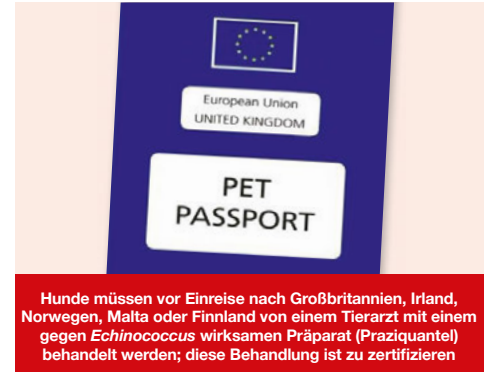 European Union
UNITED KINGDOM
PET
PASSPORT
Hunde müssen vor Einreise nach Großbritannien, Irland,
Norwegen, Malta oder Finnland von einem Tierarzt mit einem
gegen Echinococcus wirksamen Präparat (Praziquantel)
behandelt werden; diese Behandlung ist zu zertifizieren